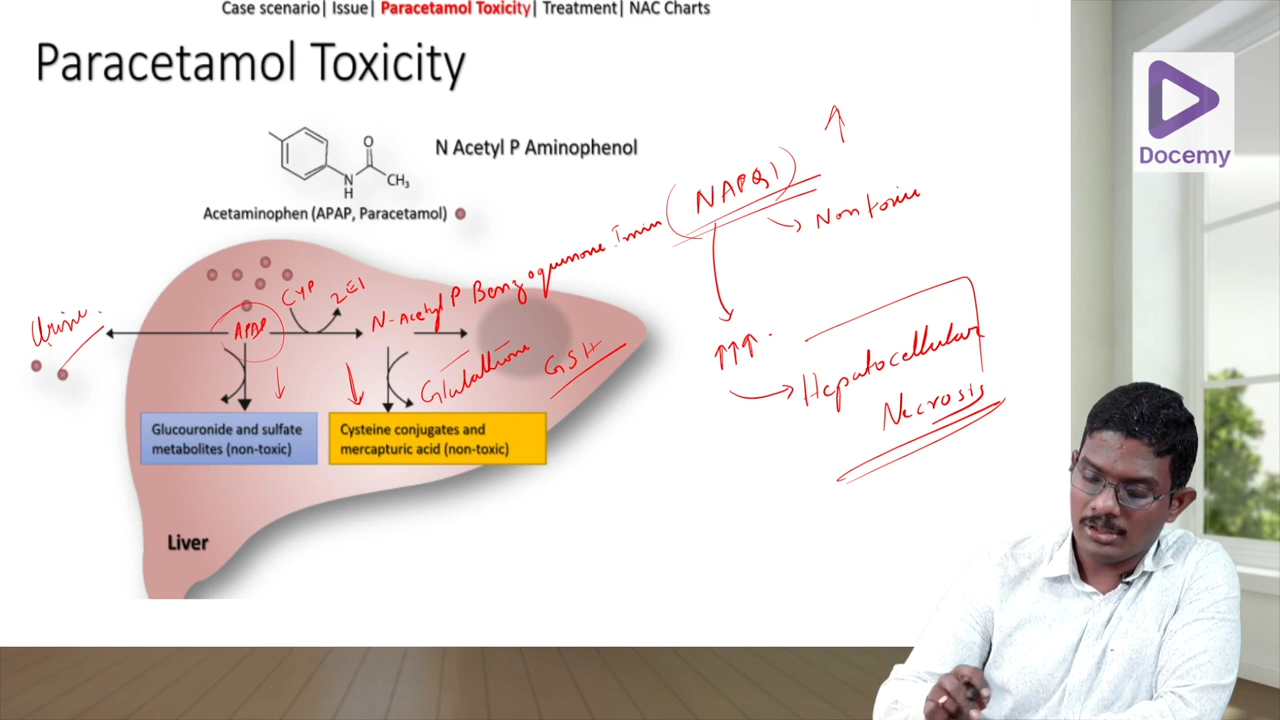 Case scenario| Issue| Paracetamol Toxicity| Treatment| NAC Charts
Paracetamol Toxicity
O
N
H
CH₃
N Acetyl P Aminophenol
Acetaminophen (APAP, Paracetamol)
(NAPQI)
Non toxic
Urine
APAP
CYP
2E1
N-Acetyl P Benzoquinone Imin
Glutathione
GSH
Glucouronide and sulfate
metabolites (non-toxic)
Cysteine conjugates and
mercapturic acid (non-toxic)
Hepatocellular
Necrosis
Liver
Docemy